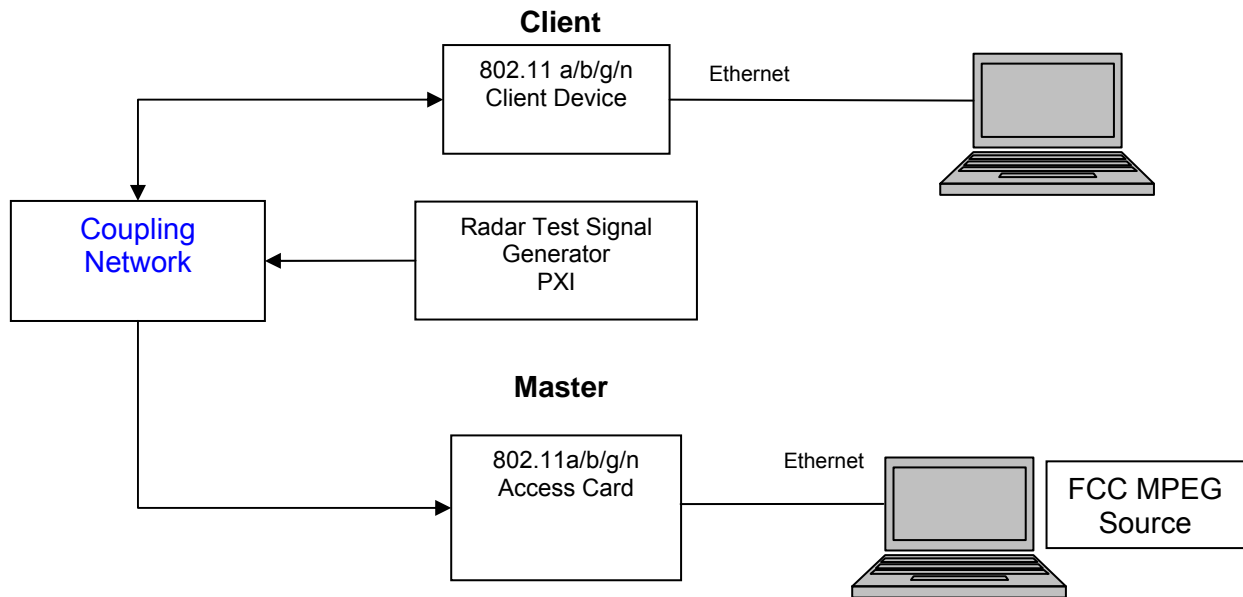 Client
802.11 a/b/g/n
Client Device
Ethernet
Coupling
Network
Radar Test Signal
Generator
PXI
Master
802.11a/b/g/n
Access Card
Ethernet
FCC MPEG
Source